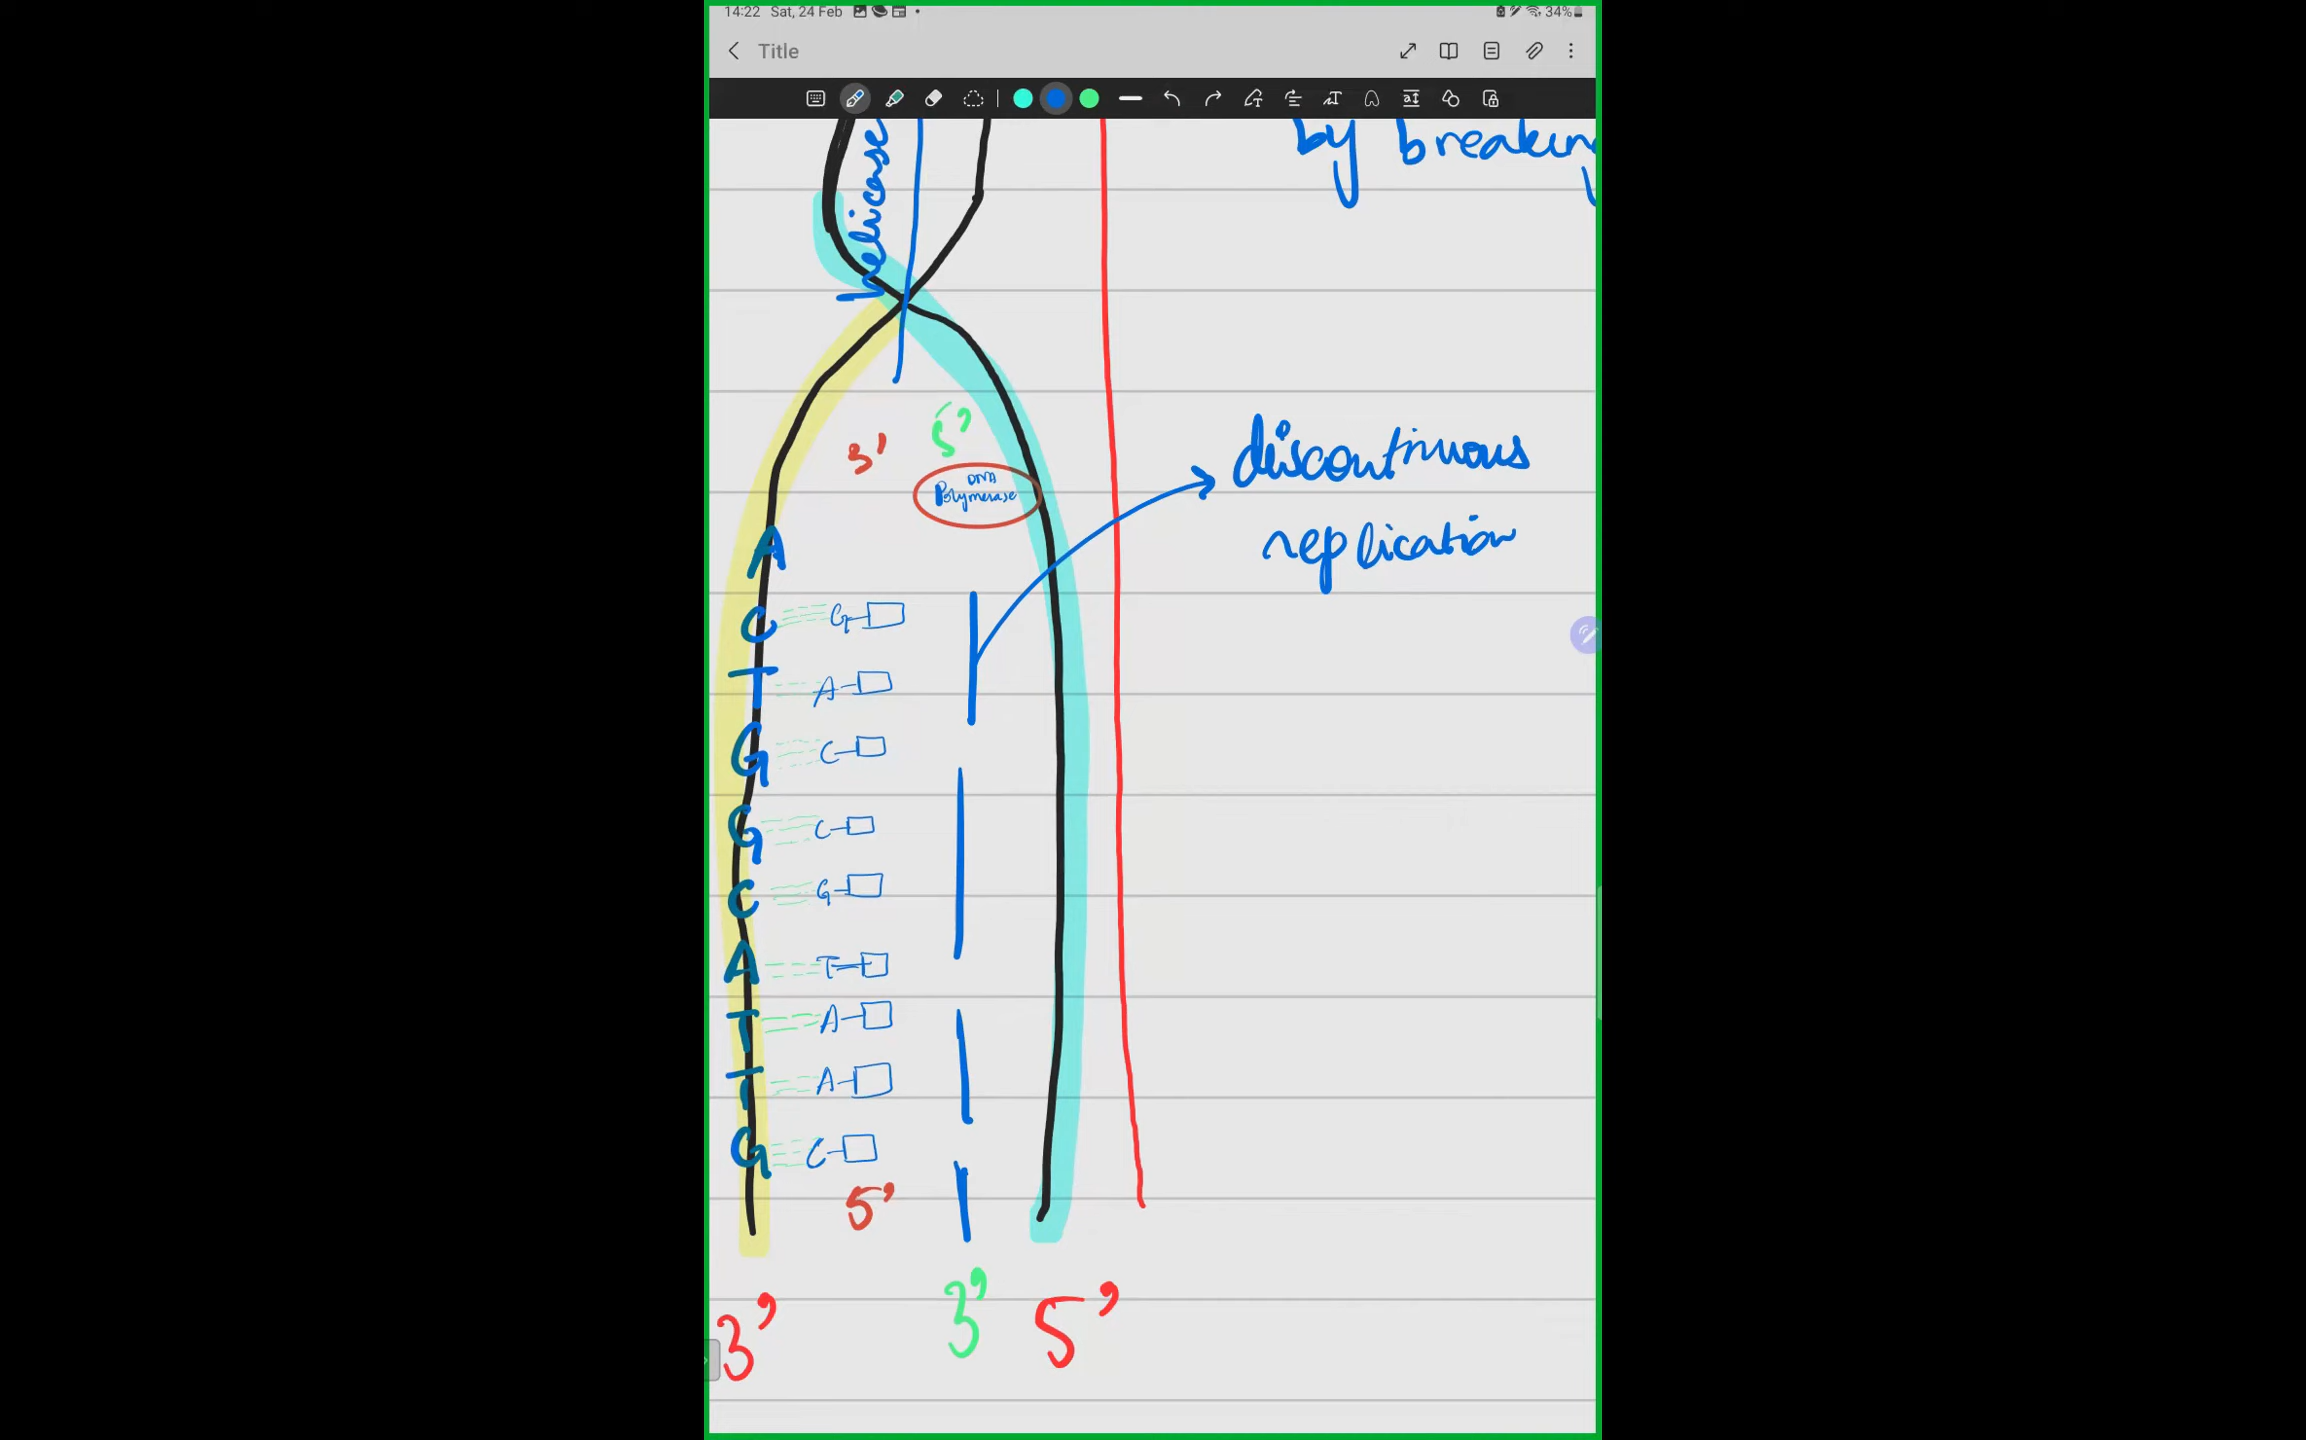 14:22 Sat, 24 Feb
34%
Title
by breakin
helicase
3' 5'
DNA
Polymerase
discontinuous
replication
A
C G
T A
G C
G C
C G
A T
T A
T A
G C
5'
3' 3' 5'